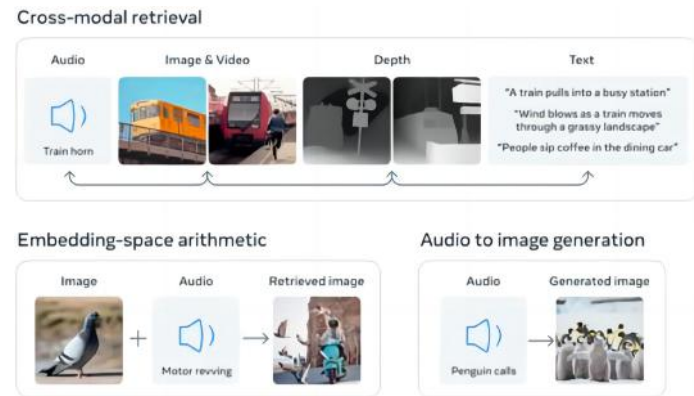 Cross-modal retrieval
Audio
Image & Video
Depth
Text
Train horn
"A train pulls into a busy station"
"Wind blows as a train moves
through a grassy landscape"
"People sip coffee in the dining car"
Embedding-space arithmetic
Image
Audio
Retrieved image
+
Motor revving
Audio to image generation
Audio
Generated image
Penguin calls